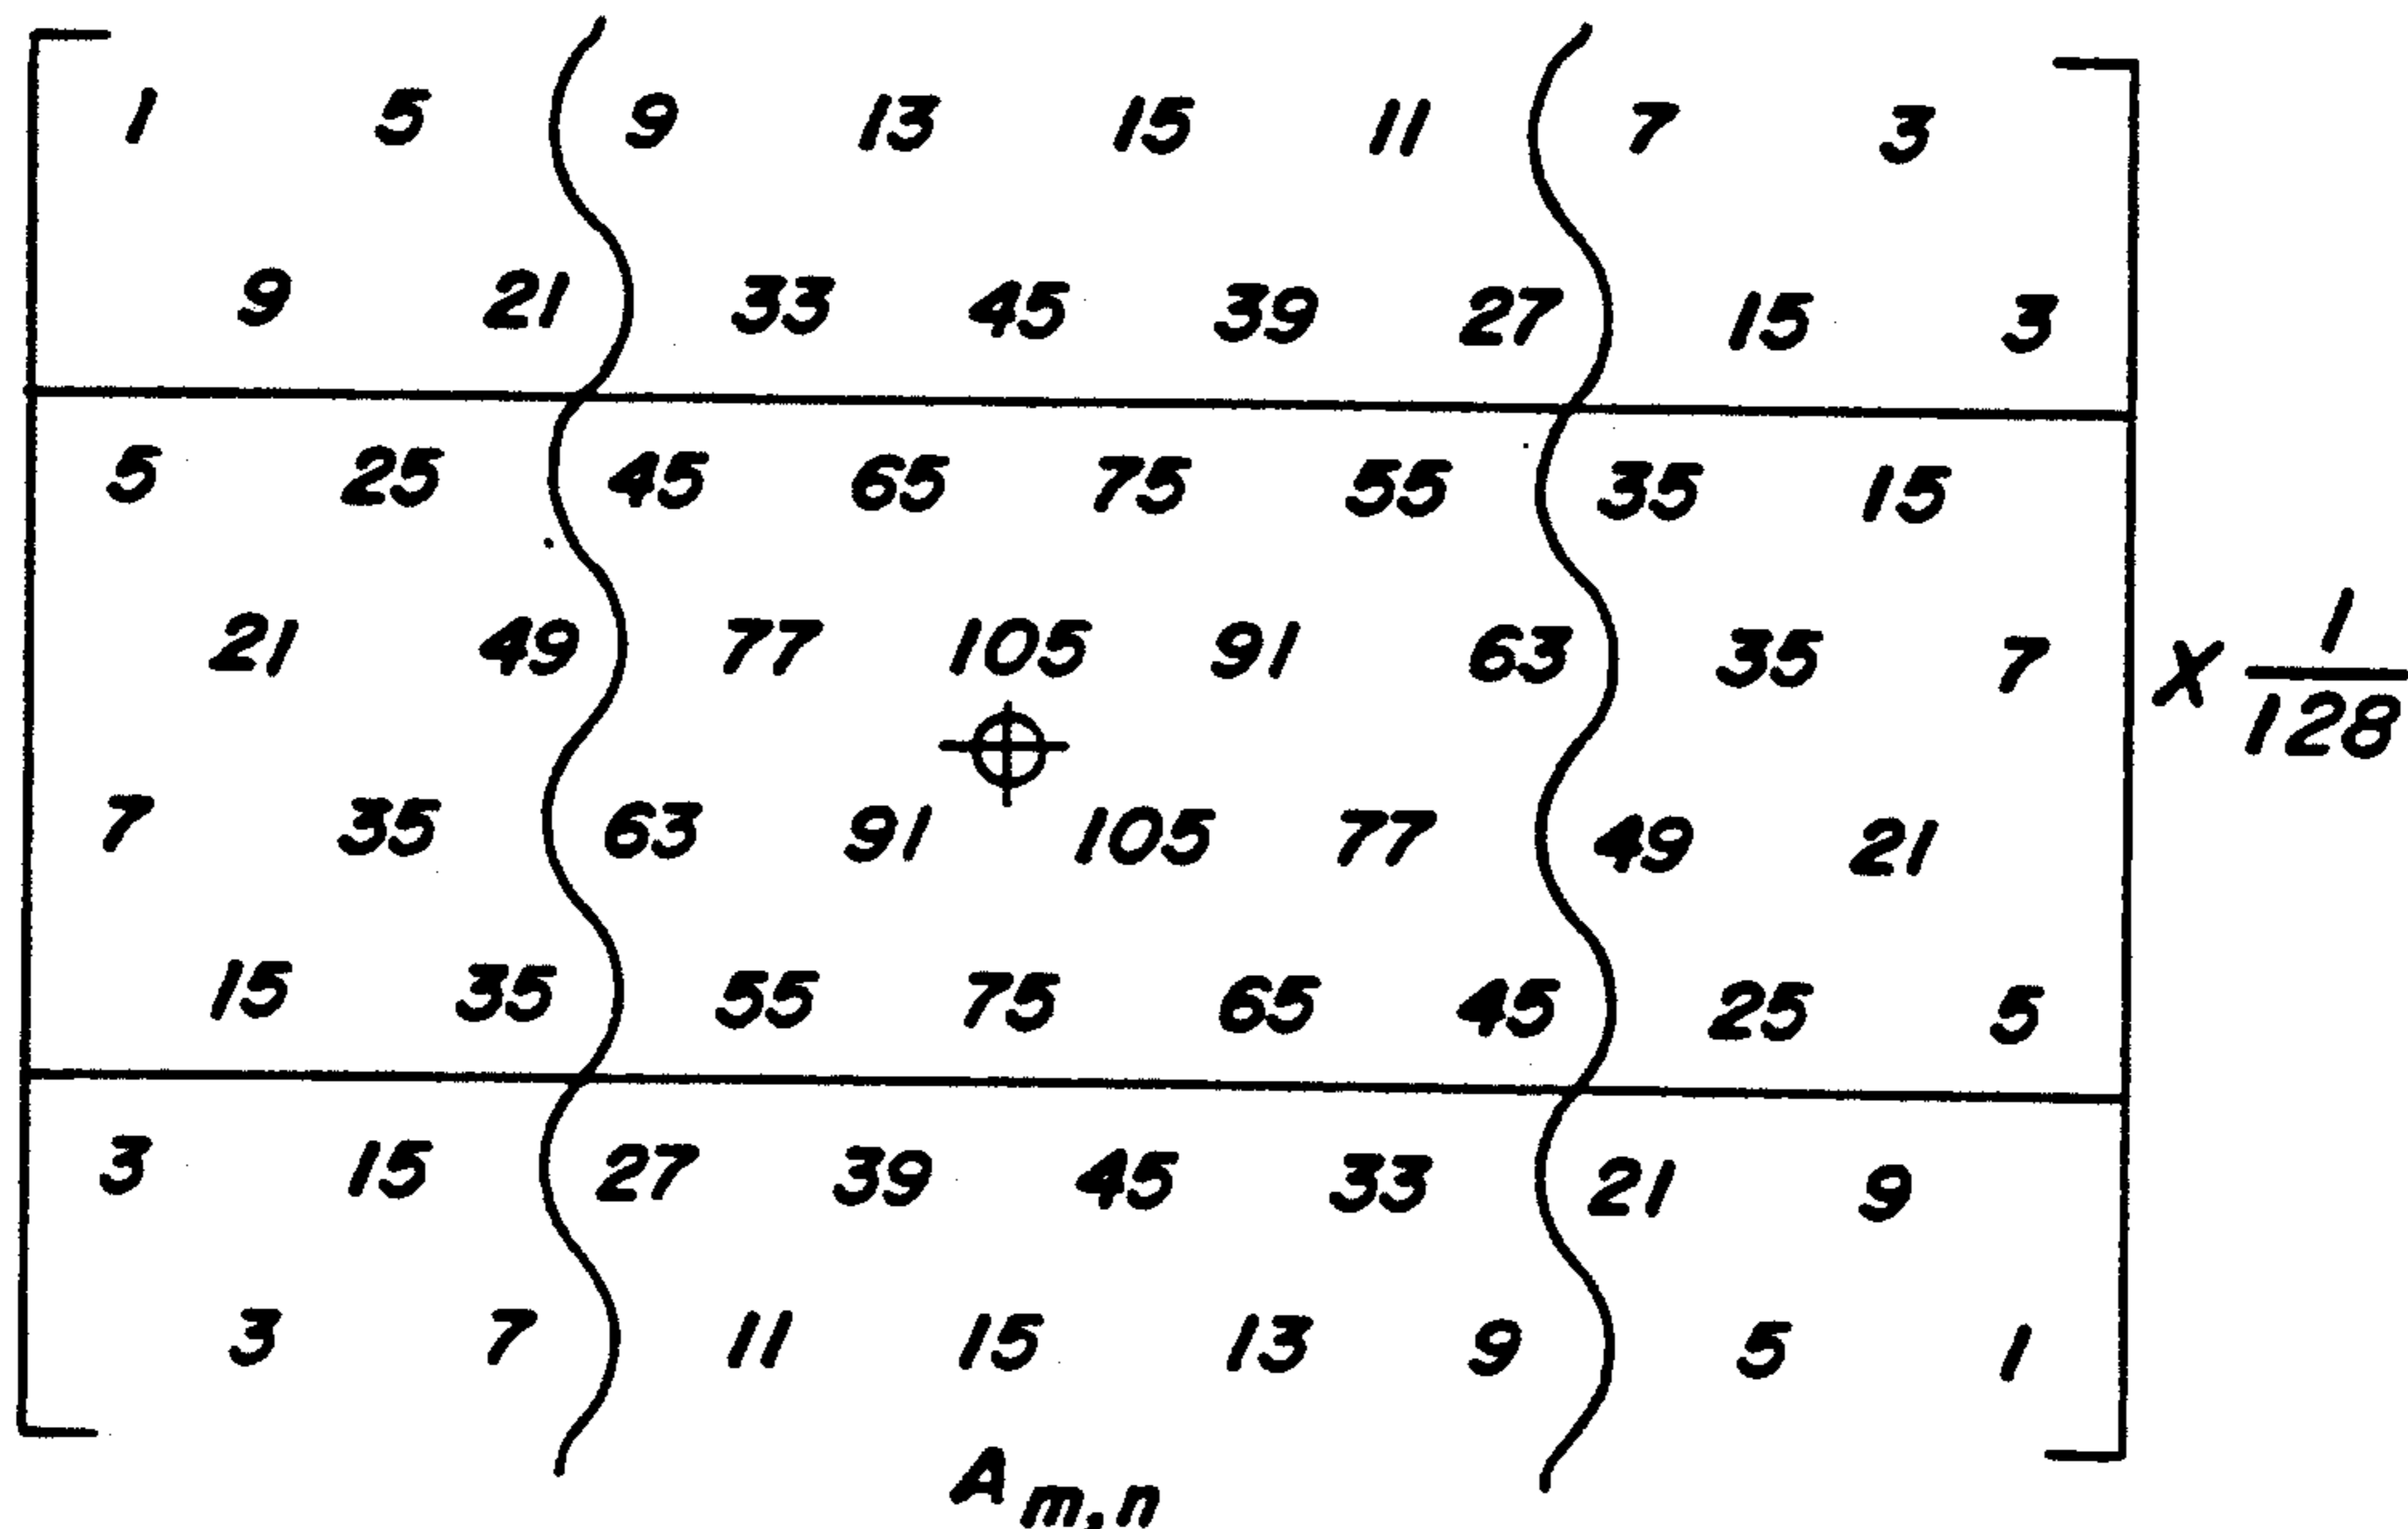 1 5 9 13 15 11 7 3
9 21 33 45 39 27 15 3
5 25 45 65 75 55 35 15
21 49 77 105 91 63 35 7
X 1/128
7 35 63 91 105 77 49 21
15 35 55 75 65 45 25 5
3 15 27 39 45 33 21 9
3 7 11 15 13 9 5 1
A m,n